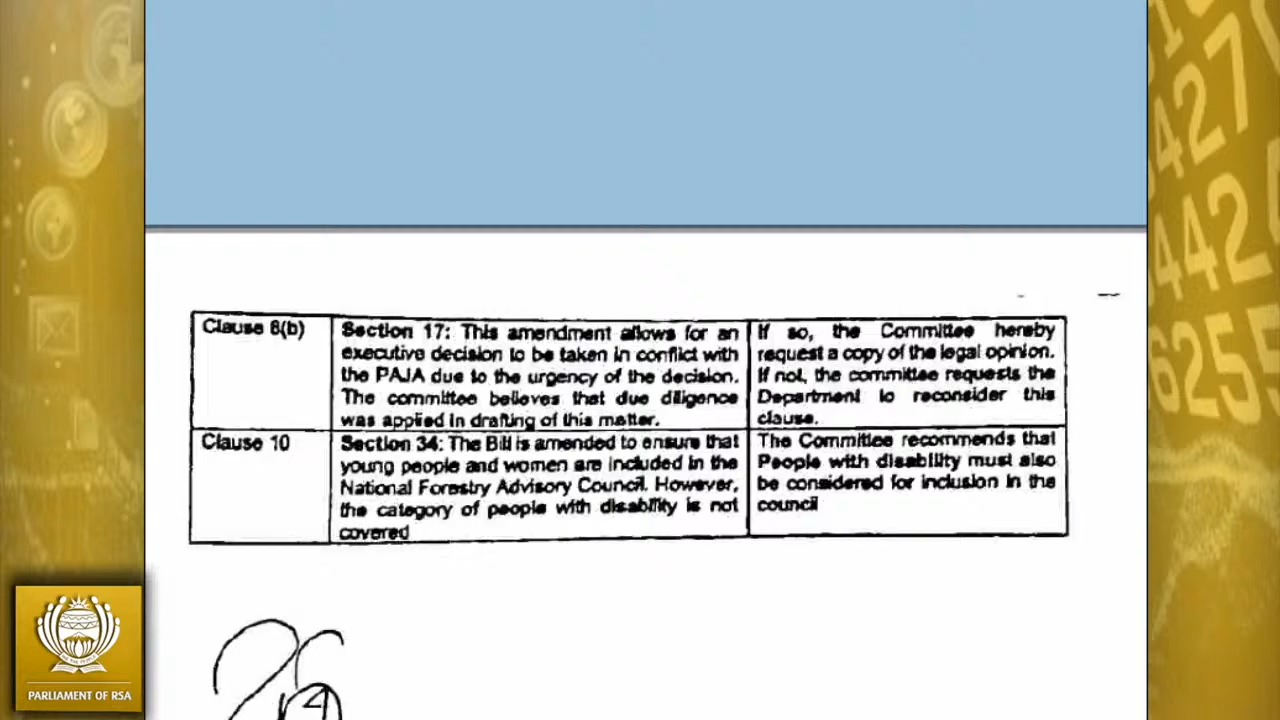 Clause 8(b)
Section 17: This amendment allows for an
executive decision to be taken in conflict with
the PAJA due to the urgency of the decision.
The committee believes that due diligence
was applied in drafting of this matter.
If so, the Committee hereby
request a copy of the legal opinion.
If not, the committee requests the
Department to reconsider this
clause.
Clause 10
Section 34: The Bill is amended to ensure that
young people and women are included in the
National Forestry Advisory Council. However,
the category of people with disability is not
covered
The Committee recommends that
People with disability must also
be considered for inclusion in the
council
PARLIAMENT OF RSA
427
442
6255